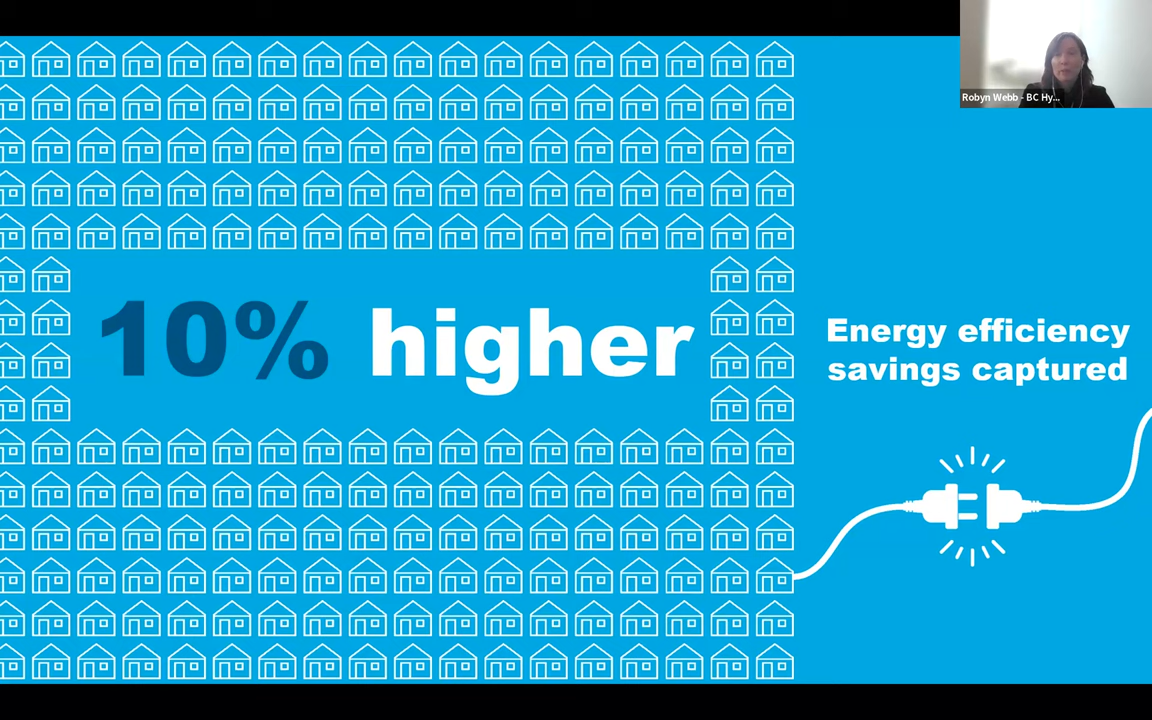 Robyn Webb - BC Hy...
10% higher
Energy efficiency
savings captured